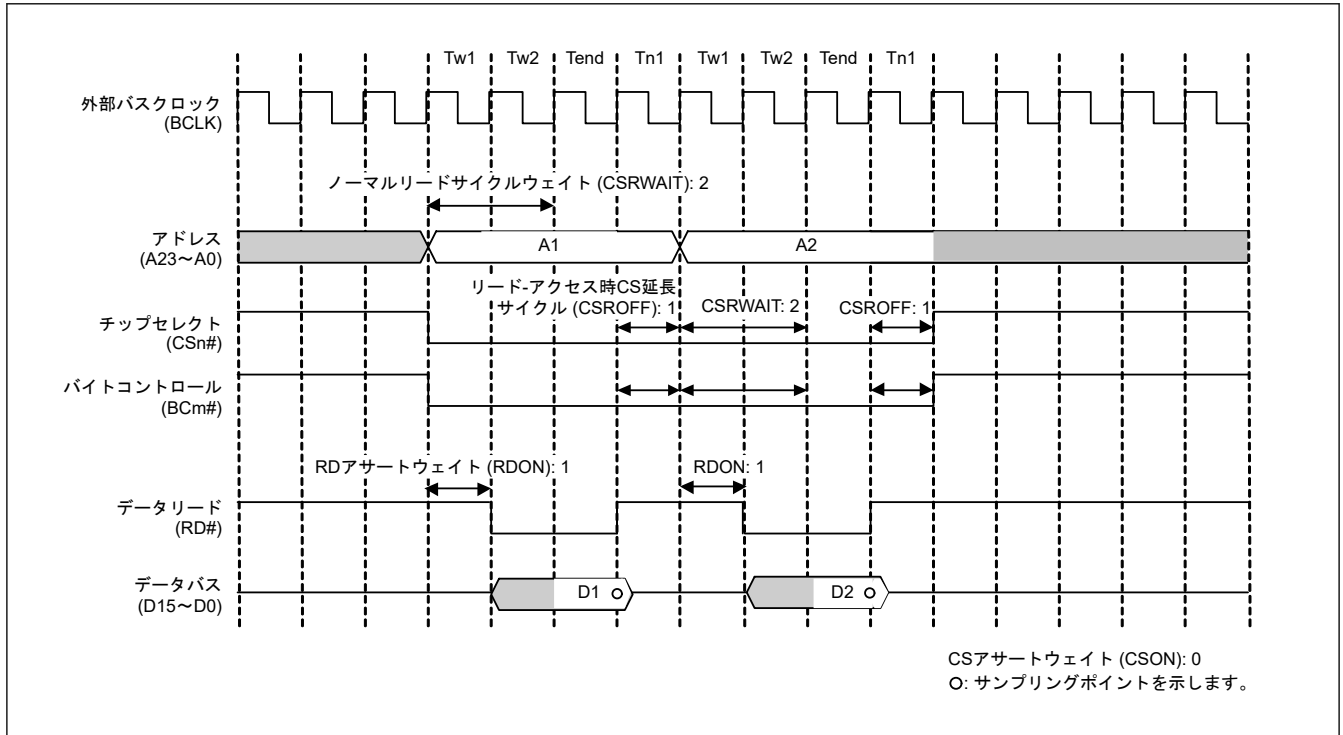 Tw1 Tw2 Tend Tn1 Tw1 Tw2 Tend Tn1
外部バスクロック
(BCLK)
ノーマルリードサイクルウェイト (CSRWAIT): 2
アドレス
(A23～A0)
A1 A2
リード-アクセス時CS延長
サイクル (CSROFF): 1 CSRWAIT: 2 CSROFF: 1
チップセレクト
(CSn#)
バイトコントロール
(BCm#)
RDアサートウェイト (RDON): 1 RDON: 1
データリード
(RD#)
データバス
(D15～D0)
D1 D2
CSアサートウェイト (CSON): 0
O: サンプリングポイントを示します。